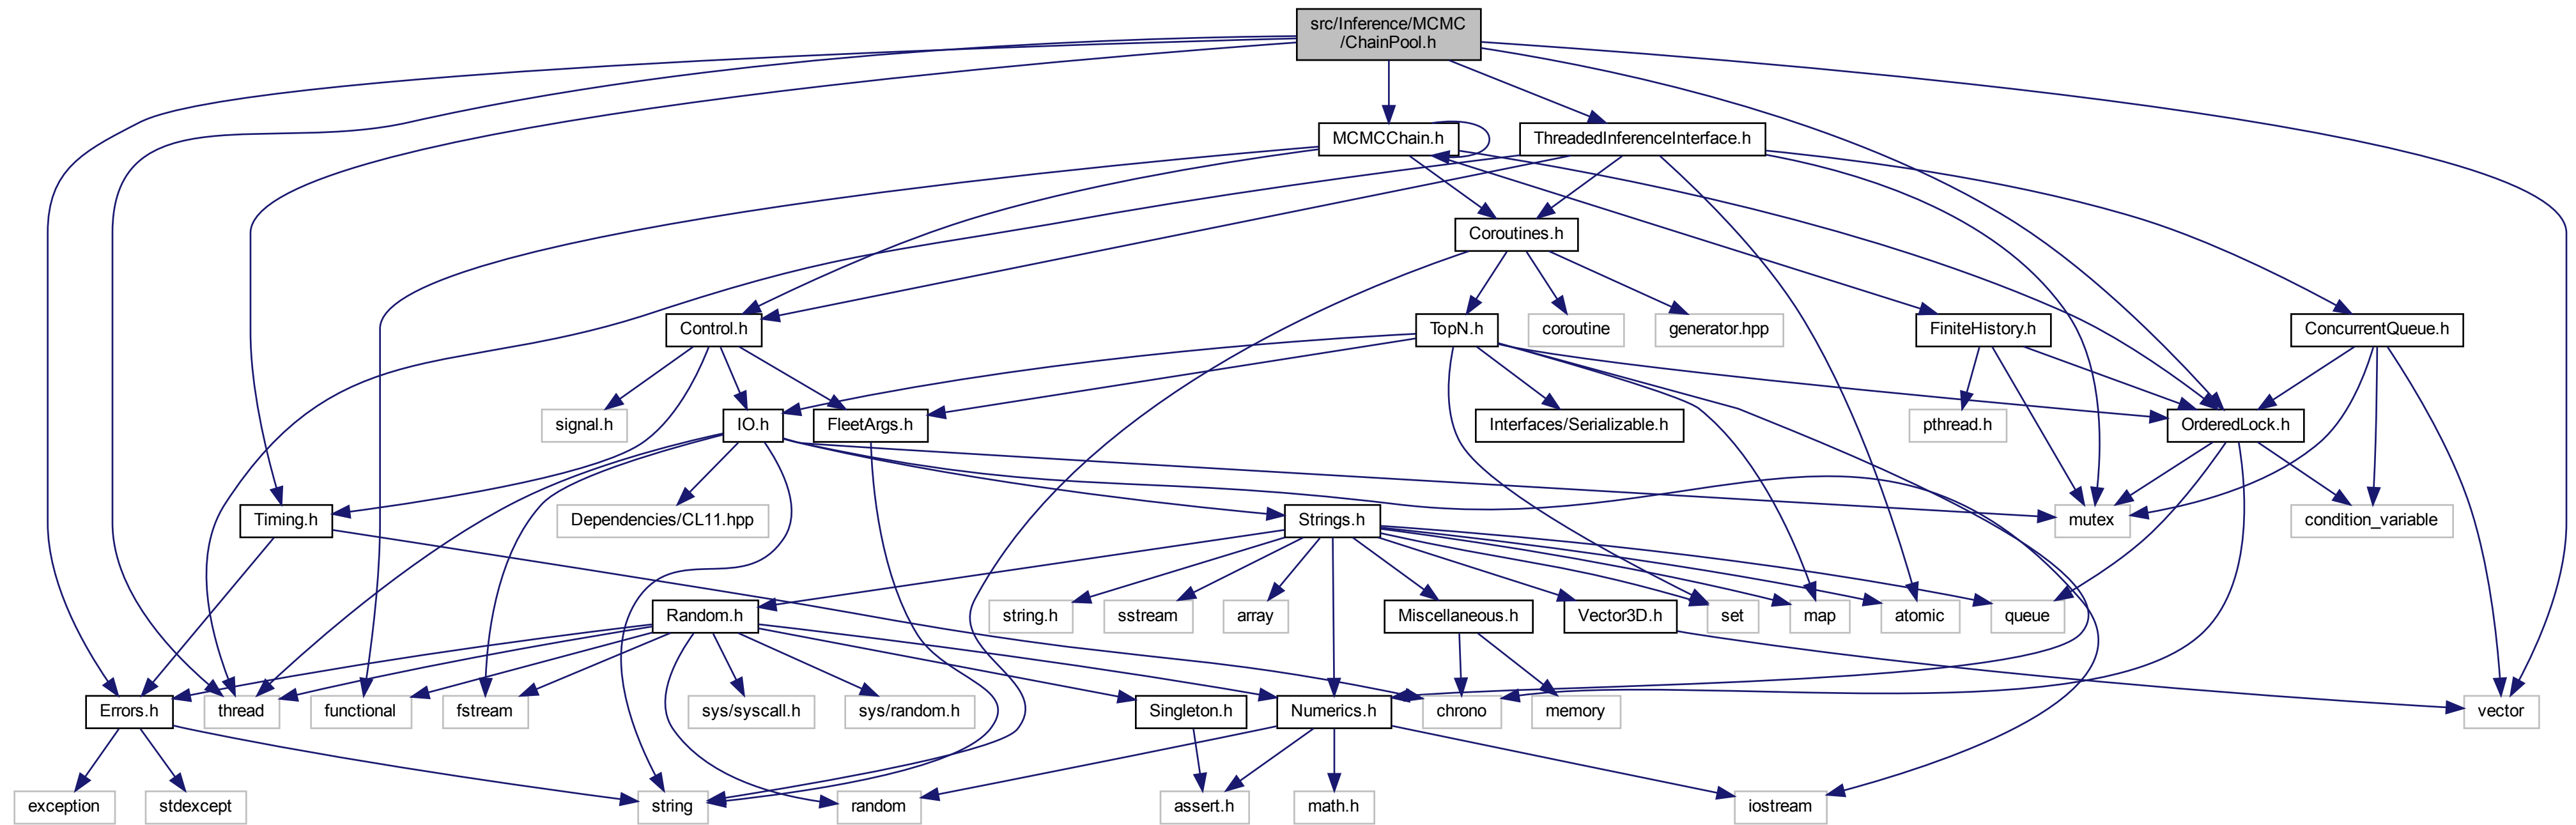 src/Inference/MCMC
/ChainPool.h
MCMCChain.h
ThreadedInferenceInterface.h
Coroutines.h
Control.h
TopN.h
coroutine
generator.hpp
FiniteHistory.h
ConcurrentQueue.h
signal.h
IO.h
FleetArgs.h
Interfaces/Serializable.h
pthread.h
OrderedLock.h
Timing.h
Dependencies/CL11.hpp
Strings.h
mutex
condition_variable
Random.h
string.h
sstream
array
Miscellaneous.h
Vector3D.h
set
map
atomic
queue
Errors.h
thread
functional
fstream
sys/syscall.h
sys/random.h
Singleton.h
Numerics.h
chrono
memory
vector
exception
stdexcept
string
random
assert.h
math.h
iostream